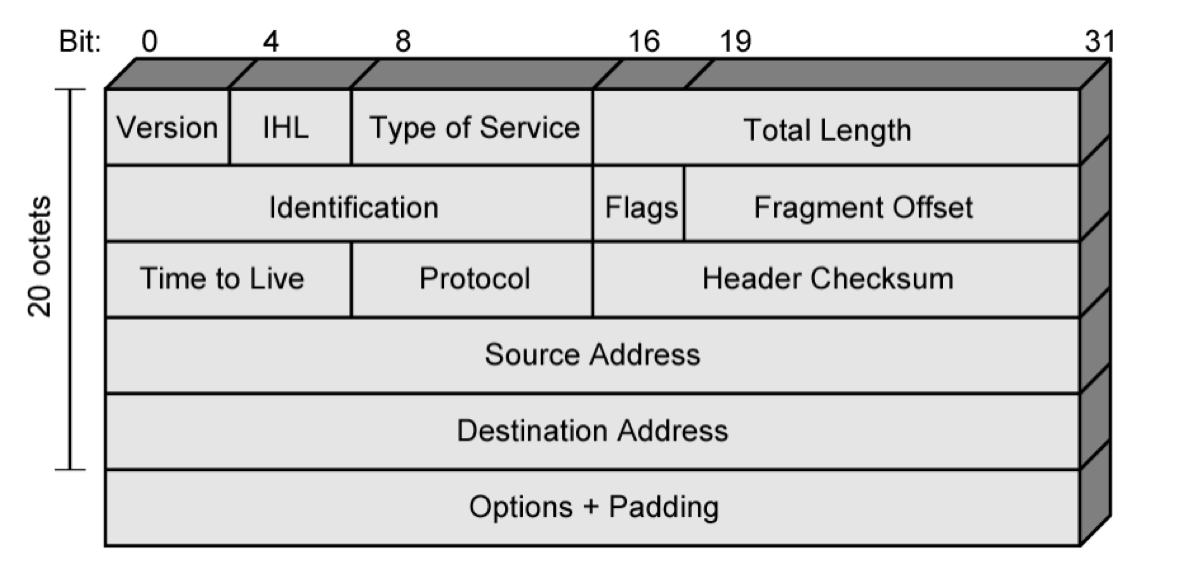 Bit: 0 4 8 16 19 31
Version IHL Type of Service Total Length
Identification Flags Fragment Offset
Time to Live Protocol Header Checksum
Source Address
Destination Address
Options + Padding
20 octets